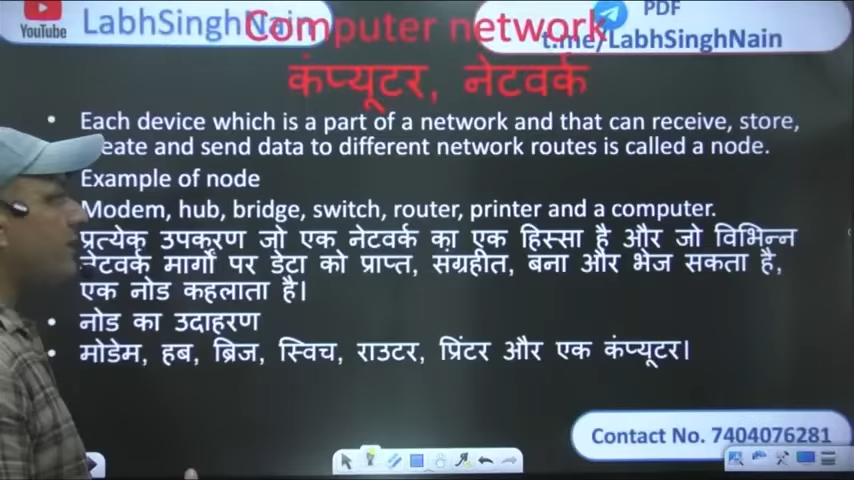 YouTube
LabhSinghNain
Computer network
PDF
t.me/LabhSinghNain
कंप्यूटर, नेटवर्क
• Each device which is a part of a network and that can receive, store,
eate and send data to different network routes is called a node.
Example of node
Modem, hub, bridge, switch, router, printer and a computer.
प्रत्येक उपकरण जो एक नेटवर्क का एक हिस्सा है और जो विभिन्न
नेटवर्क मार्गों पर डेटा को प्राप्त, संग्रहीत, बना और भेज सकता है,
एक नोड कहलाता है।
• नोड का उदाहरण
• मोडेम, हब, ब्रिज, स्विच, राउटर, प्रिंटर और एक कंप्यूटर।
Contact No. 7404076281